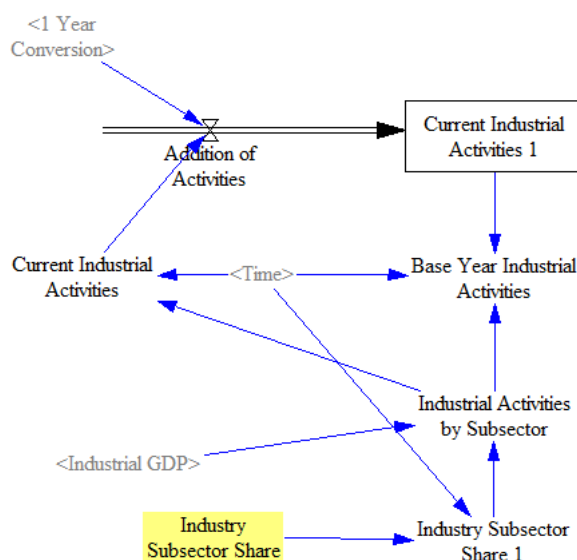 <1 Year
Conversion>
Current Industrial
Activities 1
Addition of
Activities
Current Industrial
Activities
<Time>
Base Year Industrial
Activities
Industrial Activities
by Subsector
<Industrial GDP>
Industry
Subsector Share
Industry Subsector
Share 1